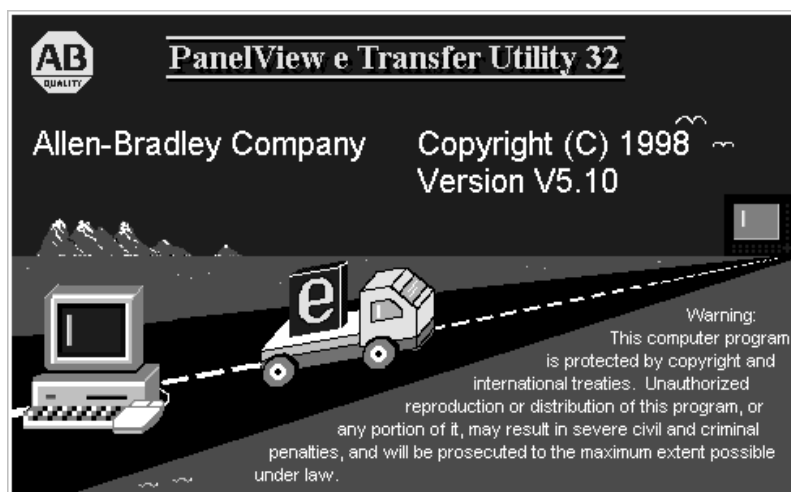 AB
QUALITY
PanelView e Transfer Utility 32
Allen-Bradley Company
Copyright (C) 1998
Version V5.10
e
Warning:
This computer program
is protected by copyright and
international treaties. Unauthorized
reproduction or distribution of this program, or
any portion of it, may result in severe civil and criminal
penalties, and will be prosecuted to the maximum extent possible
under law.